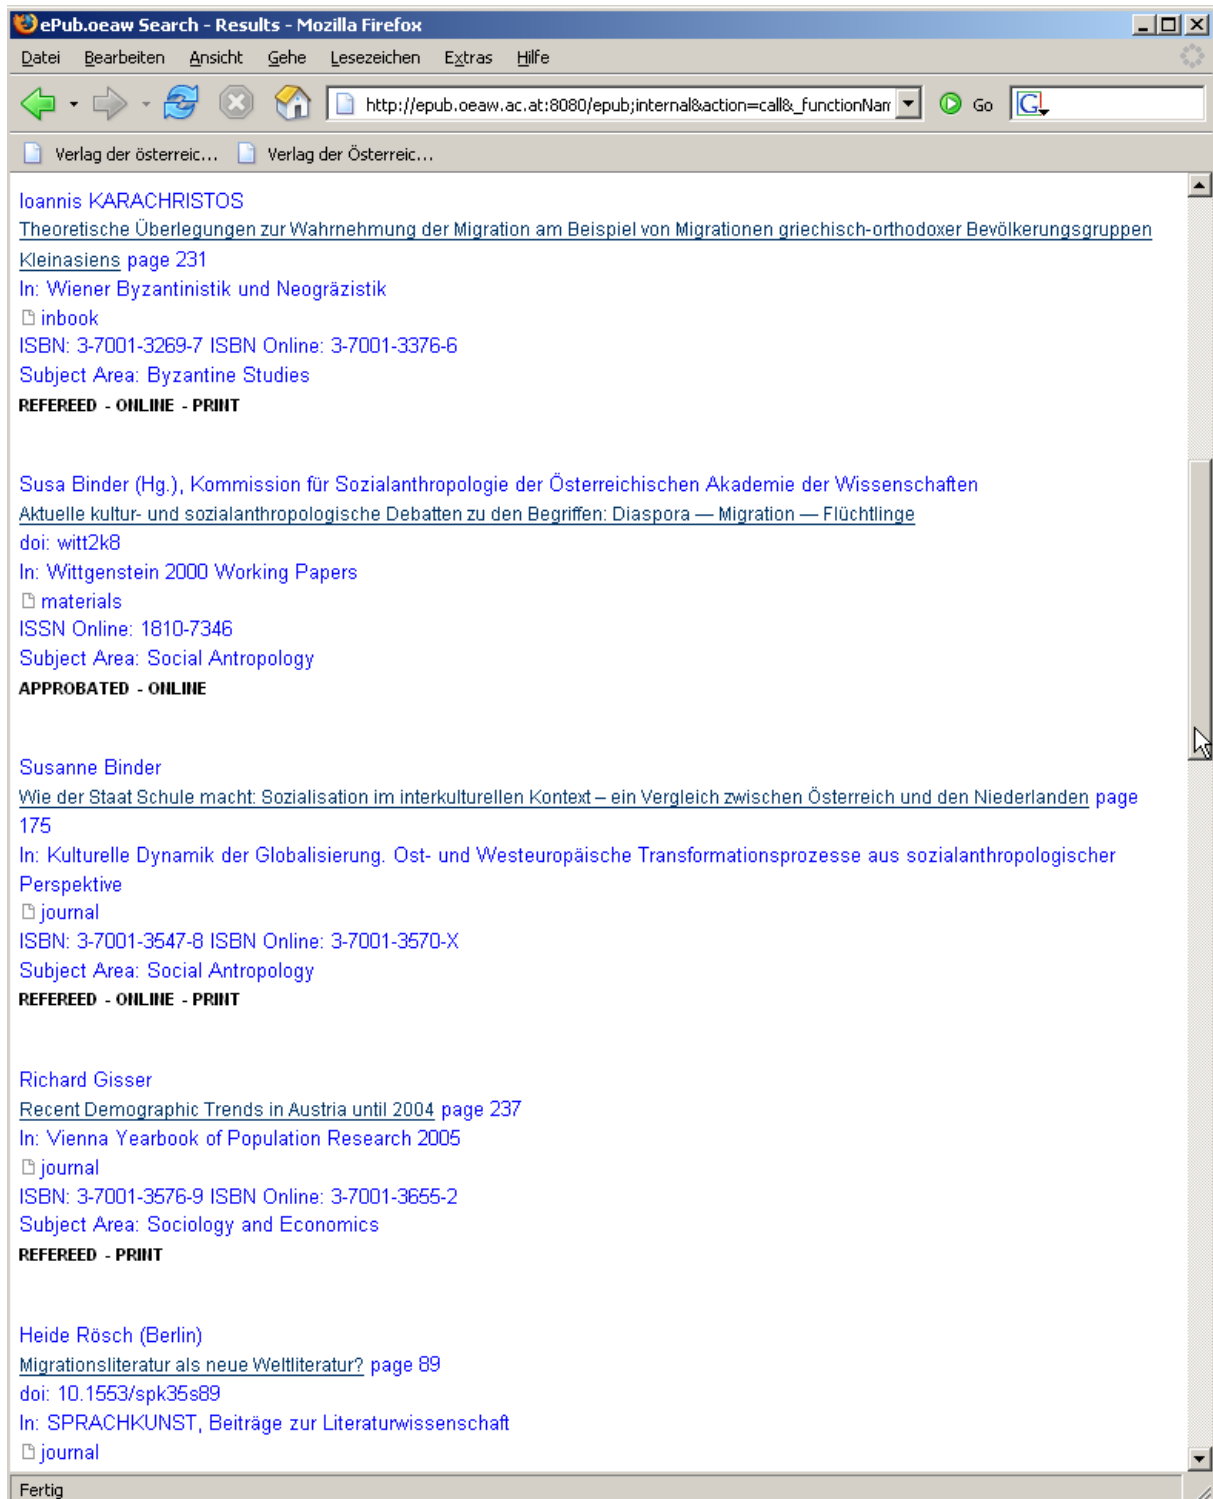 ePub.oeaw Search - Results - Mozilla Firefox
Datei Bearbeiten Ansicht Gehe Lesezeichen Extras Hilfe
http://epub.oeaw.ac.at:8080/epub;internal&action=call&_functionNam Go G
Verlag der österreic... Verlag der Österreic...
Ioannis KARACHRISTOS
Theoretische Überlegungen zur Wahrnehmung der Migration am Beispiel von Migrationen griechisch-orthodoxer Bevölkerungsgruppen
Kleinasiens page 231
In: Wiener Byzantinistik und Neogräzistik
inbook
ISBN: 3-7001-3269-7 ISBN Online: 3-7001-3376-6
Subject Area: Byzantine Studies
REFEREED - ONLINE - PRINT
Susa Binder (Hg.), Kommission für Sozialanthropologie der Österreichischen Akademie der Wissenschaften
Aktuelle kultur- und sozialanthropologische Debatten zu den Begriffen: Diaspora — Migration — Flüchtlinge
doi: witt2k8
In: Wittgenstein 2000 Working Papers
materials
ISSN Online: 1810-7346
Subject Area: Social Antropology
APPROBATED - ONLINE
Susanne Binder
Wie der Staat Schule macht: Sozialisation im interkulturellen Kontext – ein Vergleich zwischen Österreich und den Niederlanden page
175
In: Kulturelle Dynamik der Globalisierung. Ost- und Westeuropäische Transformationsprozesse aus sozialanthropologischer
Perspektive
journal
ISBN: 3-7001-3547-8 ISBN Online: 3-7001-3570-X
Subject Area: Social Antropology
REFEREED - ONLINE - PRINT
Richard Gisser
Recent Demographic Trends in Austria until 2004 page 237
In: Vienna Yearbook of Population Research 2005
journal
ISBN: 3-7001-3576-9 ISBN Online: 3-7001-3655-2
Subject Area: Sociology and Economics
REFEREED - PRINT
Heide Rösch (Berlin)
Migrationsliteratur als neue Weltliteratur? page 89
doi: 10.1553/spk35s89
In: SPRACHKUNST, Beiträge zur Literaturwissenschaft
journal
Fertig